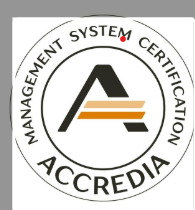 MANAGEMENT SYSTEM CERTIFICATION
ACCREDIA